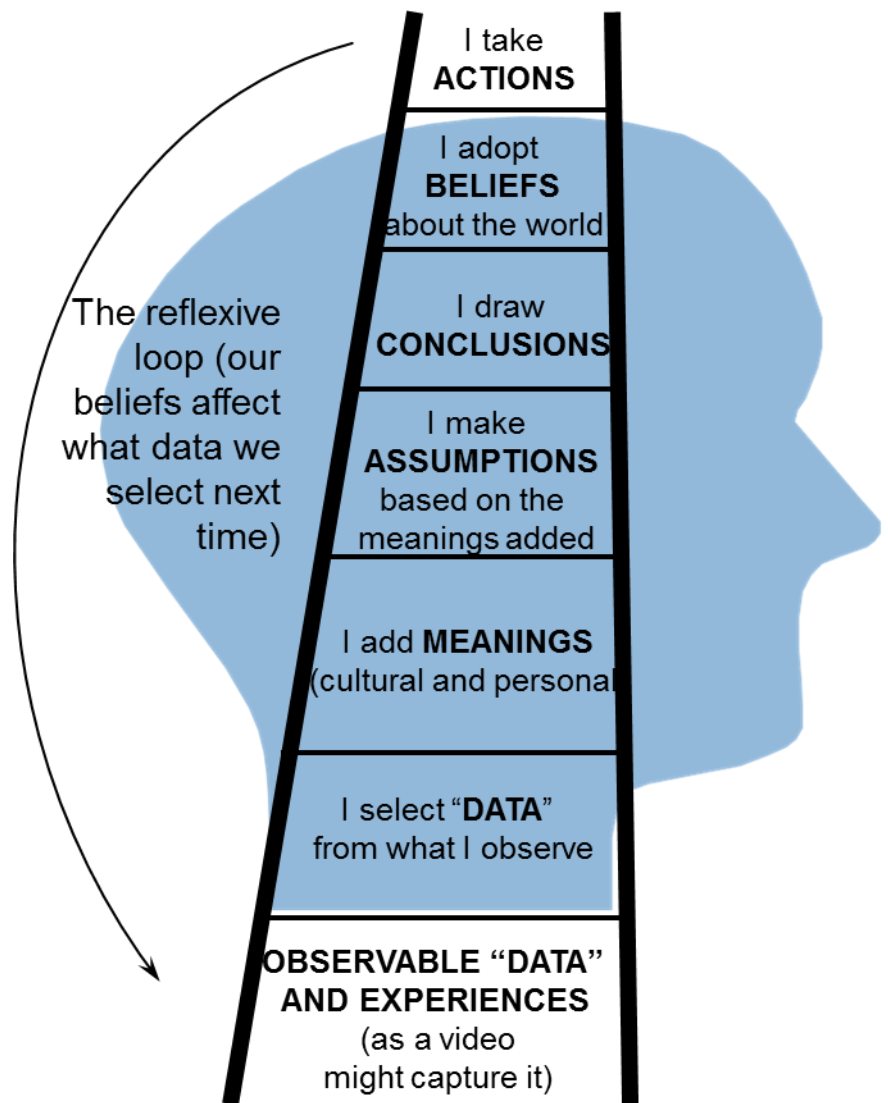 I take
ACTIONS
I adopt
BELIEFS
about the world
I draw
CONCLUSIONS
I make
ASSUMPTIONS
based on the
meanings added
I add MEANINGS
(cultural and personal
I select “DATA”
from what I observe
OBSERVABLE “DATA”
AND EXPERIENCES
(as a video
might capture it)
The reflexive
loop (our
beliefs affect
what data we
select next
time)